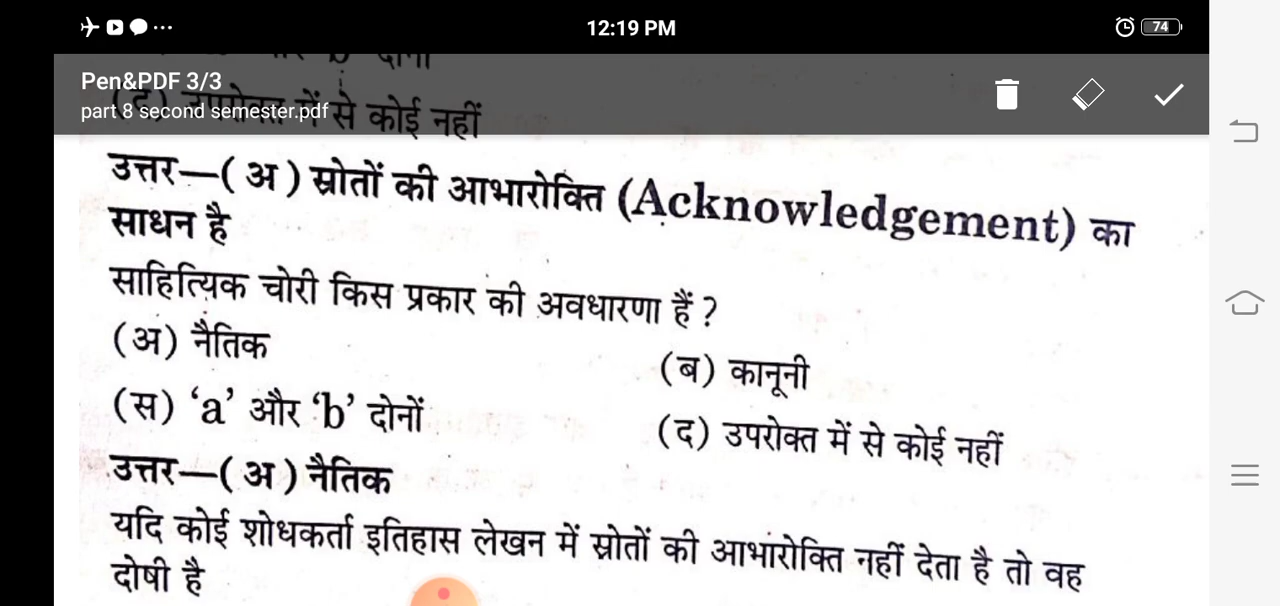 12:19 PM
74
Pen&PDF 3/3
part 8 second semester.pdf
(द) उपरोक्त में से कोई नहीं
उत्तर—(अ) स्रोतों की आभारोक्ति (Acknowledgement) का
साधन है
साहित्यिक चोरी किस प्रकार की अवधारणा हैं ?
(अ) नैतिक
(ब) कानूनी
(स) ‘a’ और ‘b’ दोनों
(द) उपरोक्त में से कोई नहीं
उत्तर—(अ) नैतिक
यदि कोई शोधकर्ता इतिहास लेखन में स्रोतों की आभारोक्ति नहीं देता है तो वह
दोषी है